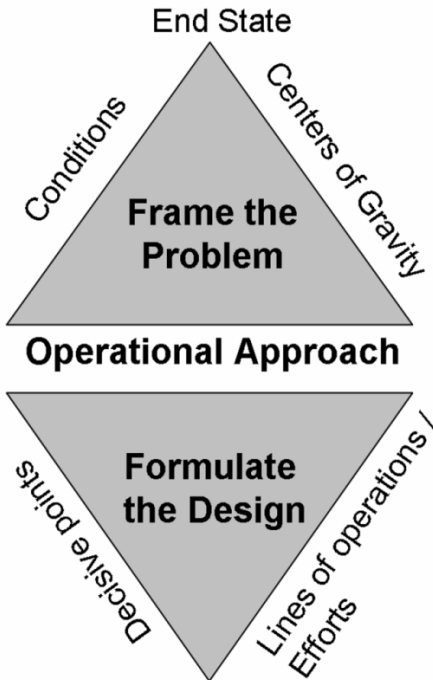 End State
Conditions
Centers of Gravity
Frame the
Problem
Operational Approach
Formulate
the Design
Decisive points
Lines of operations /
Efforts